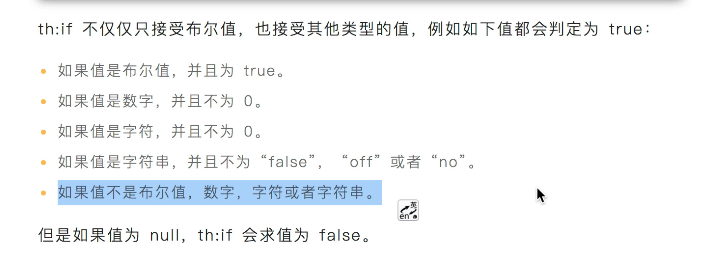 th:if 不仅仅只接受布尔值，也接受其他类型的值，例如如下值都会判定为 true：
如果值是布尔值，并且为 true。
如果值是数字，并且不为 0。
如果值是字符，并且不为 0。
如果值是字符串，并且不为“false”，“off”或者“no”。
如果值不是布尔值，数字，字符或者字符串。
英
en
但是如果值为 null，th:if 会求值为 false。